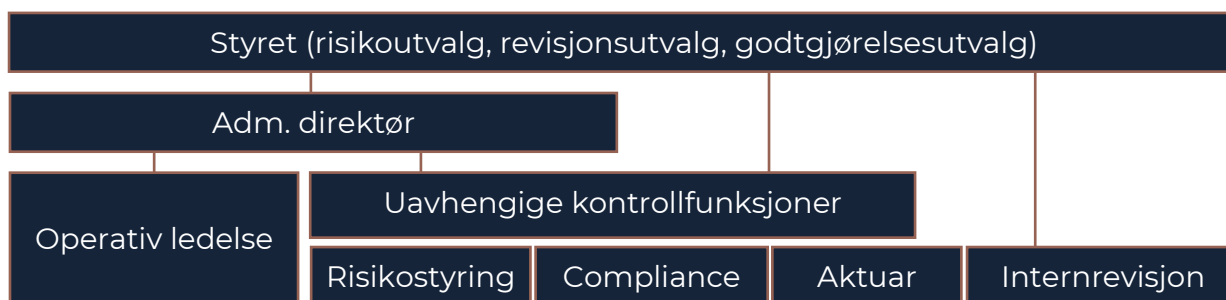 Styret (risikoutvalg, revisjonsutvalg, godtgjørelsesutvalg)
Adm. direktør
Operativ ledelse
Uavhengige kontrollfunksjoner
Risikostyring
Compliance
Aktuar
Internrevisjon